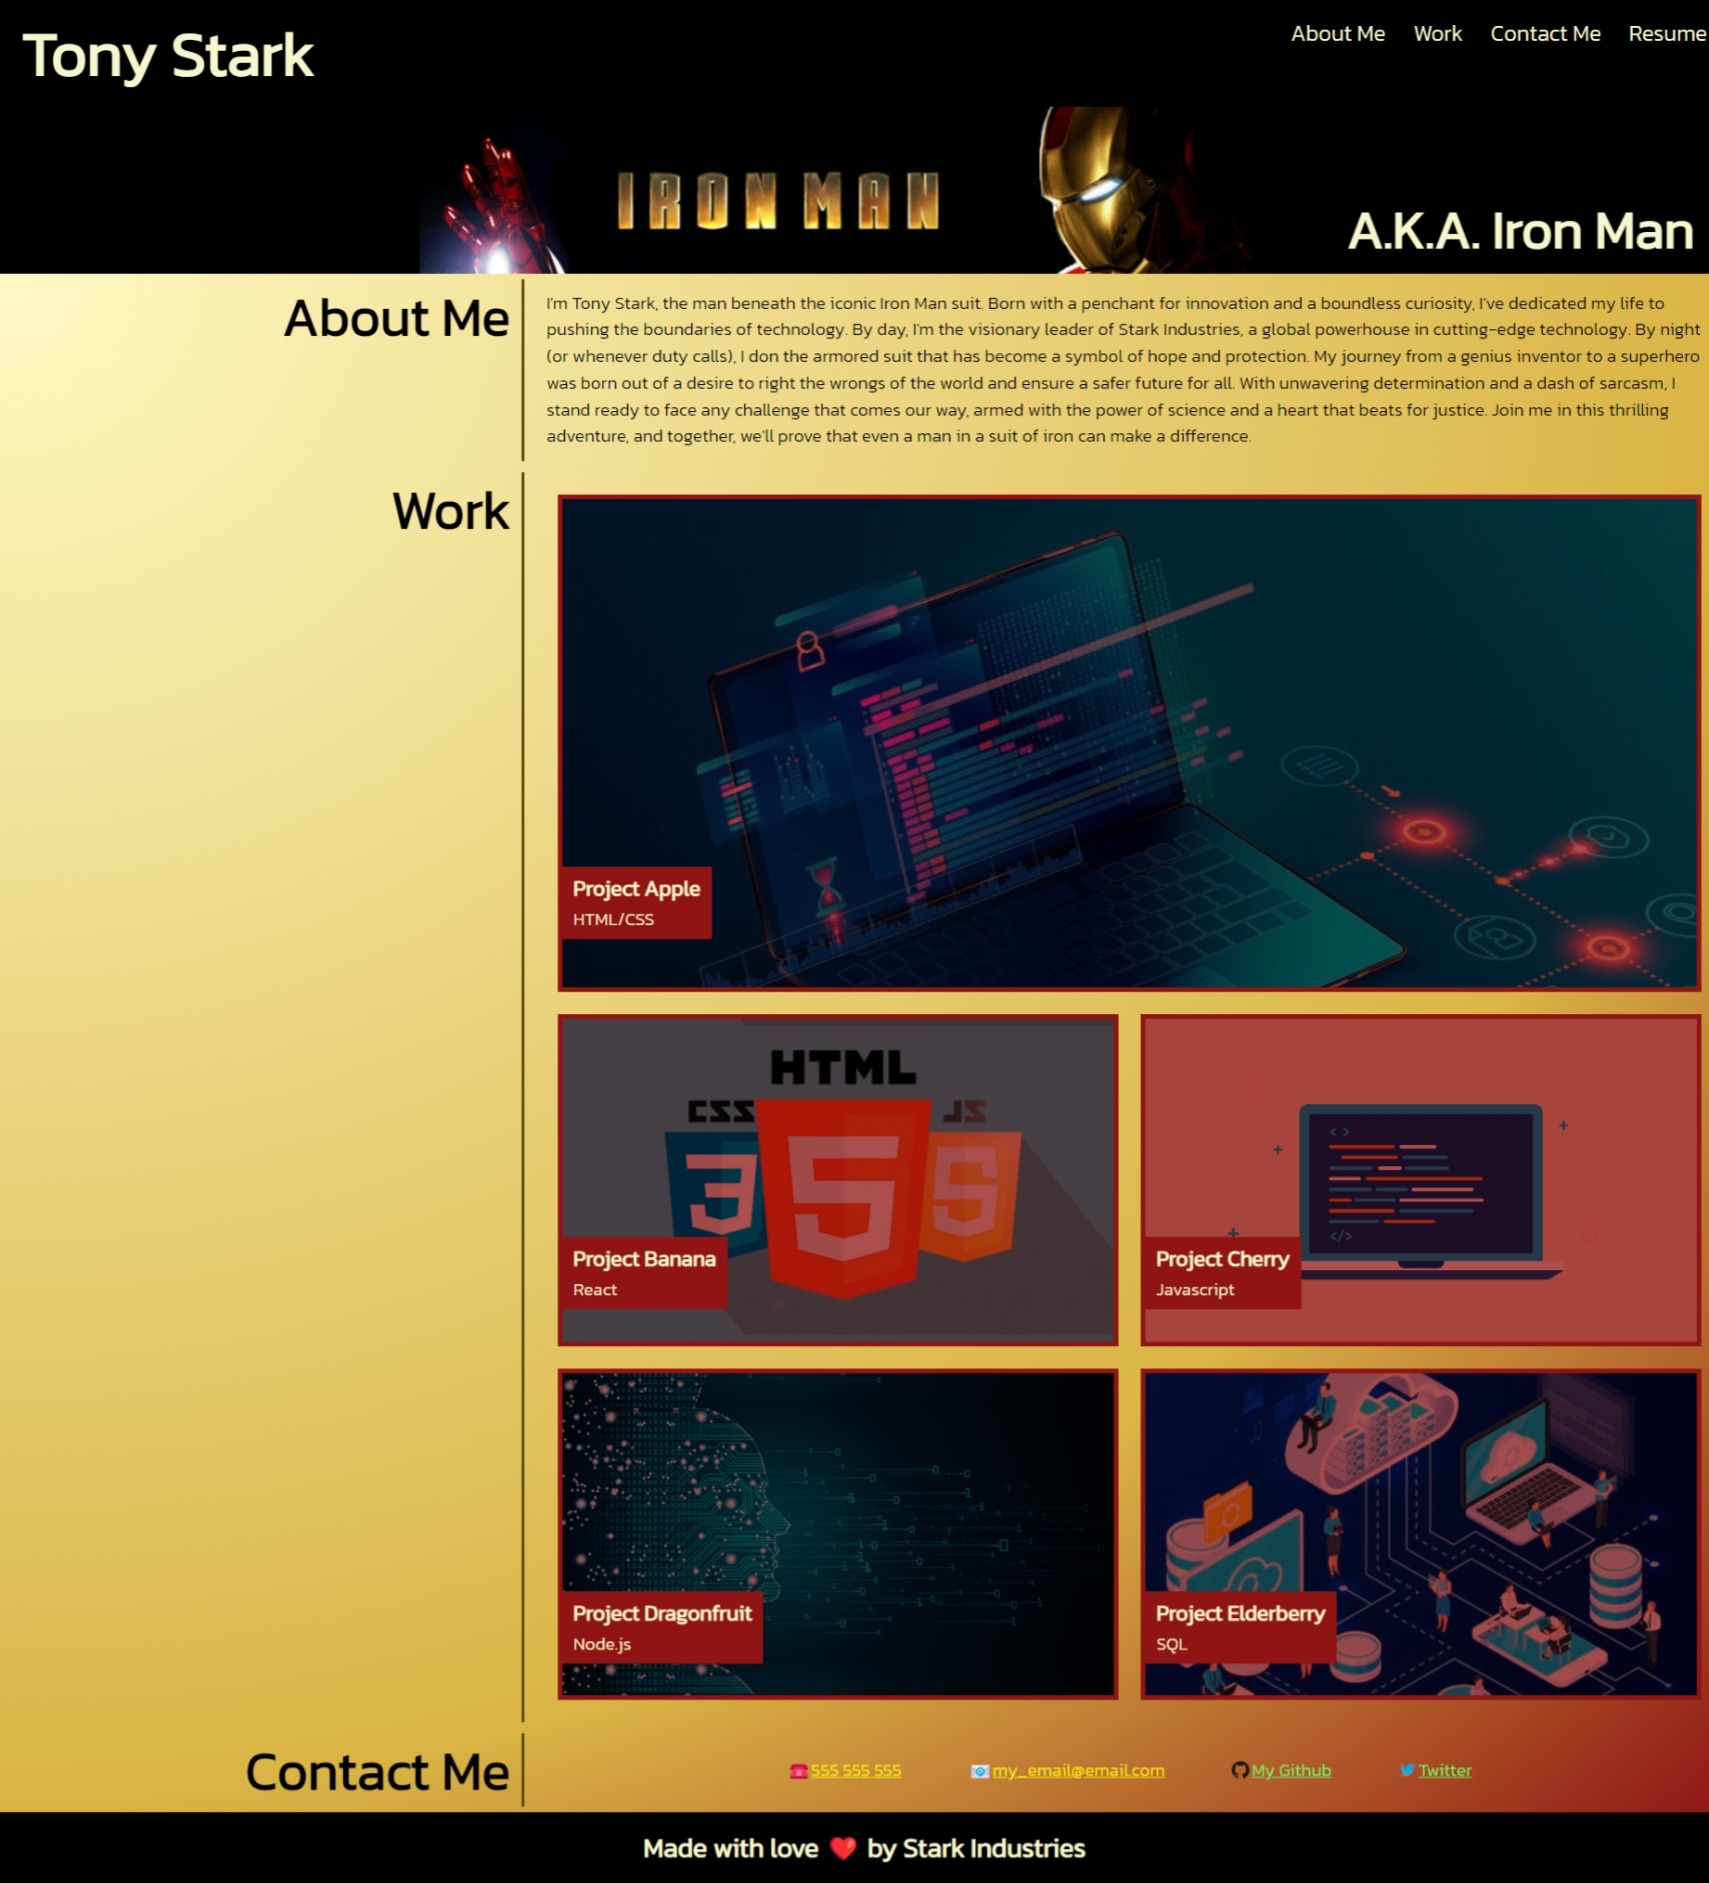 Tony Stark
About Me
Work
Contact Me
Resume
IRON MAN
A.K.A. Iron Man
About Me
I'm Tony Stark, the man beneath the iconic Iron Man suit. Born with a penchant for innovation and a boundless curiosity, I've dedicated my life to
pushing the boundaries of technology. By day, I'm the visionary leader of Stark Industries, a global powerhouse in cutting-edge technology. By night
(or whenever duty calls), I don the armored suit that has become a symbol of hope and protection. My journey from a genius inventor to a superhero
was born out of a desire to right the wrongs of the world and ensure a safer future for all. With unwavering determination and a dash of sarcasm, I
stand ready to face any challenge that comes our way, armed with the power of science and a heart that beats for justice. Join me in this thrilling
adventure, and together, we'll prove that even a man in a suit of iron can make a difference.
Work
Project Apple
HTML/CSS
HTML
CSS
JS
3
5
Project Banana
React
< >
</>
Project Cherry
Javascript
Project Dragonfruit
Node.js
Project Elderberry
SQL
Contact Me
555 555 555
my_email@email.com
My Github
Twitter
Made with love ❤️ by Stark Industries